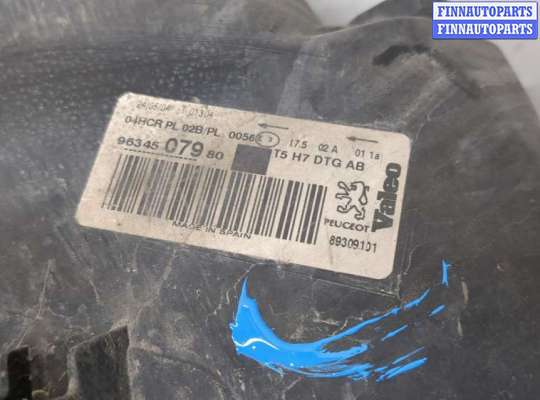 FINNAUTOPARTS
FINNAUTOPARTS
04HCR PL 02B/PL 0056 17.5 02 A 01 1a
96345 079 80 T5 H7 DTG AB
MADE IN SPAIN
PEUGEOT
Valeo
89309101